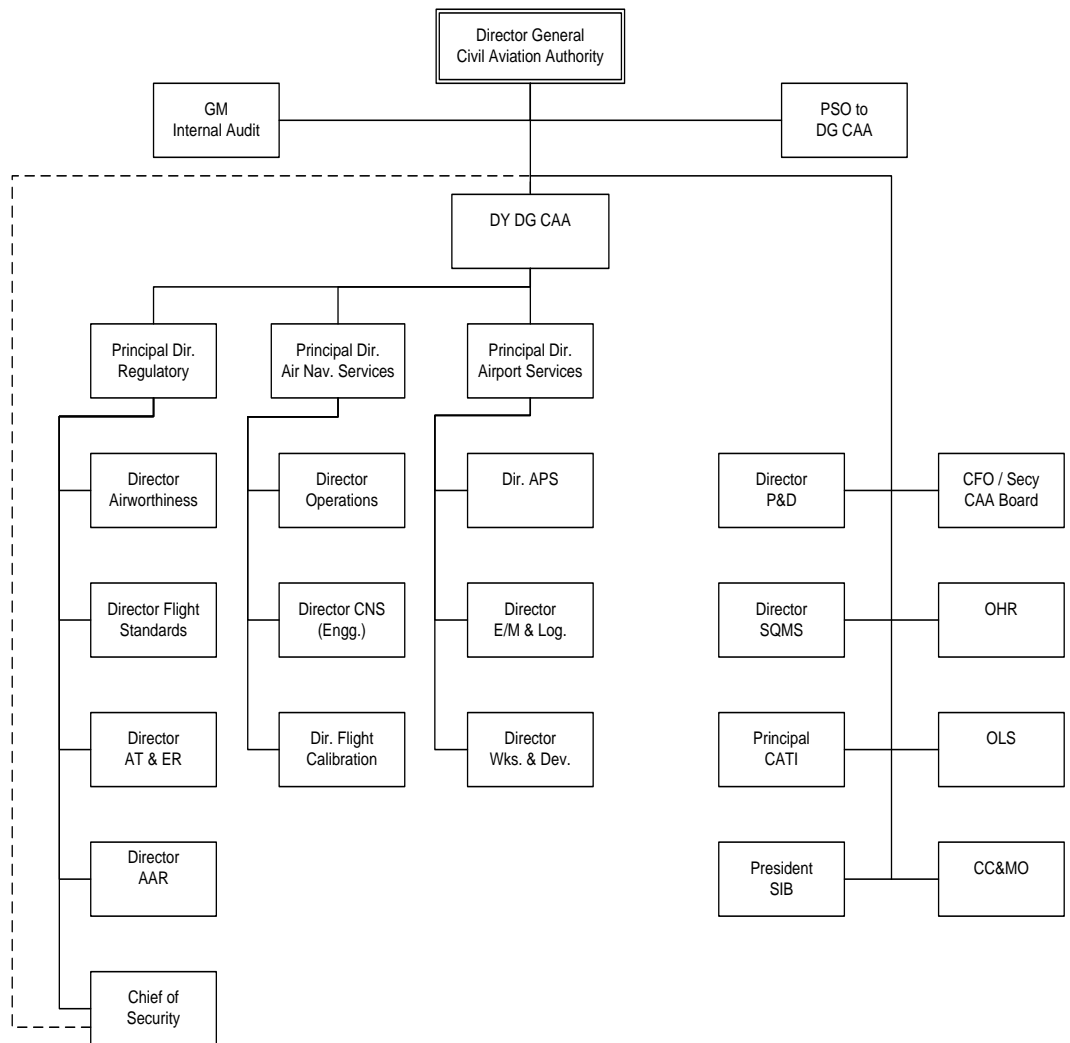 Director General
Civil Aviation Authority
GM
Internal Audit
PSO to
DG CAA
DY DG CAA
Principal Dir.
Regulatory
Principal Dir.
Air Nav. Services
Principal Dir.
Airport Services
Director
Airworthiness
Director
Operations
Dir. APS
Director
P&D
CFO / Secy
CAA Board
Director Flight
Standards
Director CNS
(Engg.)
Director
E/M & Log.
Director
SQMS
OHR
Director
AT & ER
Dir. Flight
Calibration
Director
Wks. & Dev.
Principal
CATI
OLS
Director
AAR
President
SIB
CC&MO
Chief of
Security